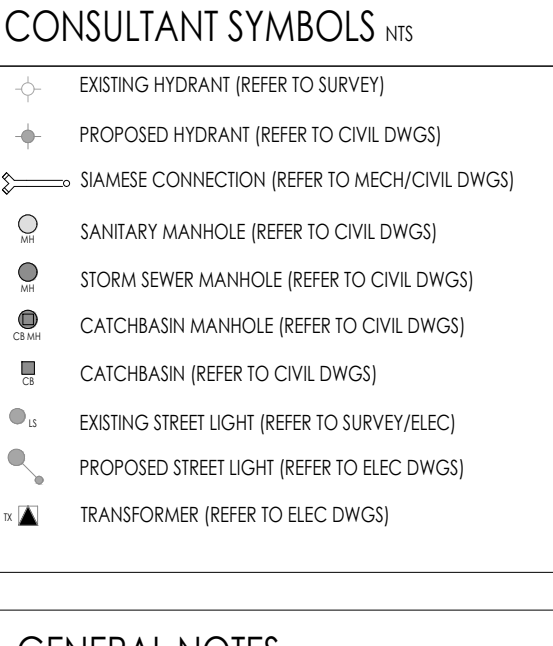 CONSULTANT SYMBOLS NTS
EXISTING HYDRANT (REFER TO SURVEY)
PROPOSED HYDRANT (REFER TO CIVIL DWGS)
SIAMESE CONNECTION (REFER TO MECH/CIVIL DWGS)
MH SANITARY MANHOLE (REFER TO CIVIL DWGS)
MH STORM SEWER MANHOLE (REFER TO CIVIL DWGS)
CB MH CATCHBASIN MANHOLE (REFER TO CIVIL DWGS)
CB CATCHBASIN (REFER TO CIVIL DWGS)
LS EXISTING STREET LIGHT (REFER TO SURVEY/ELEC)
PROPOSED STREET LIGHT (REFER TO ELEC DWGS)
TX TRANSFORMER (REFER TO ELEC DWGS)
GENERAL NOTES